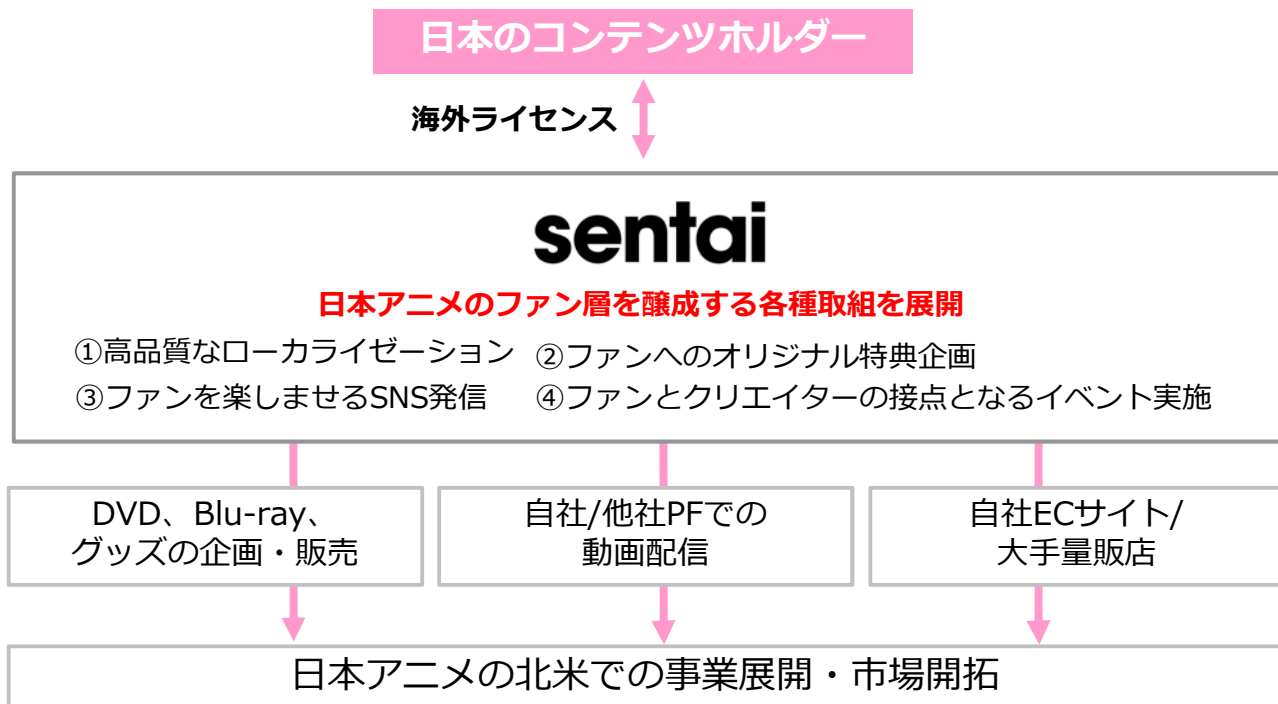 日本のコンテンツホルダー
海外ライセンス
sentai
日本アニメのファン層を醸成する各種取組を展開
①高品質なローカライゼーション ②ファンへのオリジナル特典企画
③ファンを楽しませるSNS発信 ④ファンとクリエイターの接点となるイベント実施
DVD、Blu-ray、
グッズの企画・販売
自社/他社PFでの
動画配信
自社ECサイト/
大手量販店
日本アニメの北米での事業展開・市場開拓